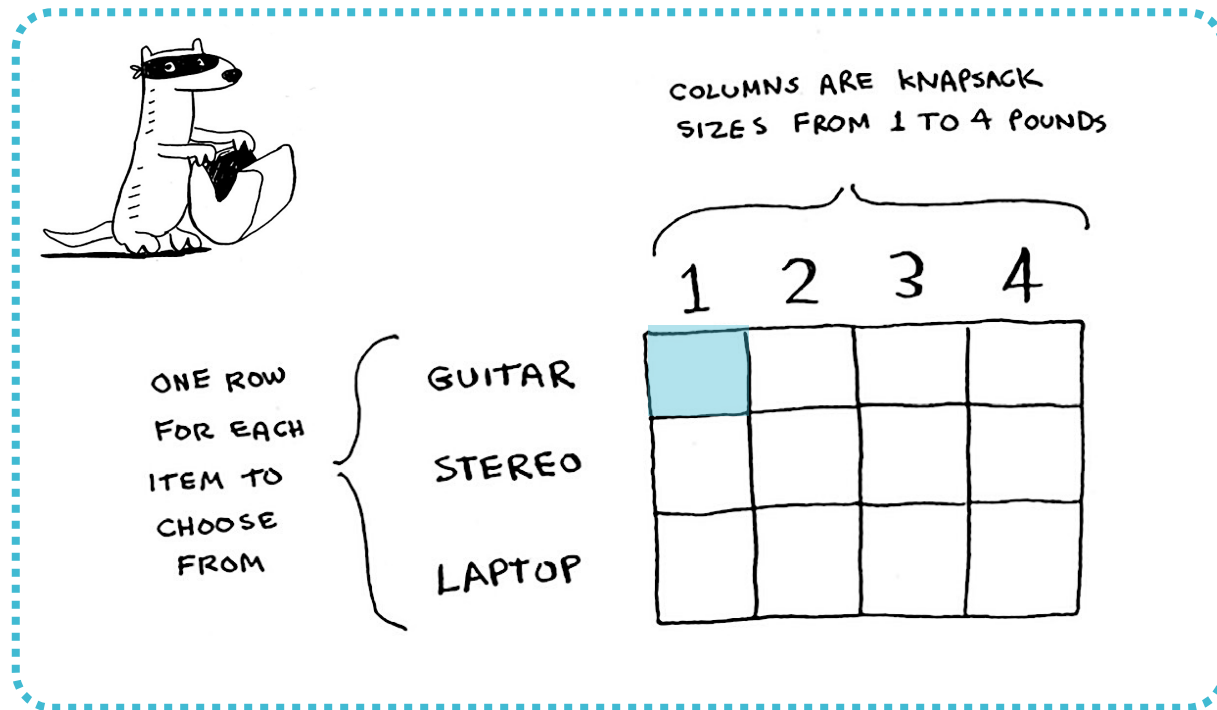 COLUMNS ARE KNAPSACK
SIZES FROM 1 TO 4 POUNDS
1 2 3 4
ONE ROW
FOR EACH
ITEM TO
CHOOSE
FROM
GUITAR
STEREO
LAPTOP